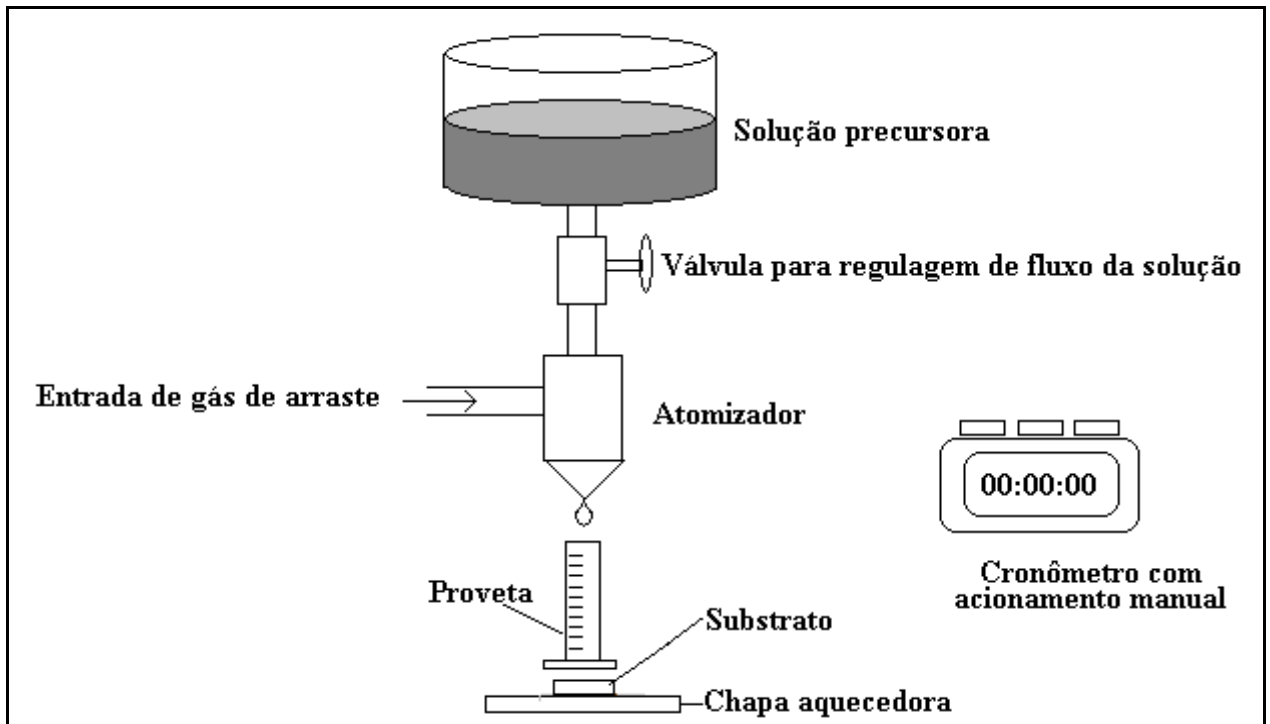 Solução precursora
Válvula para regulagem de fluxo da solução
Entrada de gás de arraste
Atomizador
00:00:00
Cronômetro com
acionamento manual
Proveta
Substrato
Chapa aquecedora